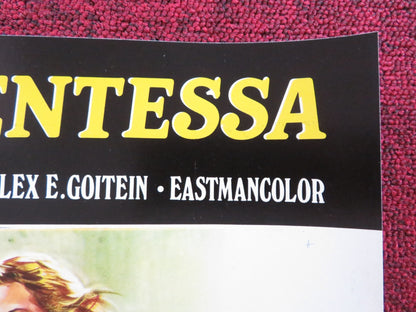 ENTESSA
LEX E. GOITEIN • EASTMANCOLOR